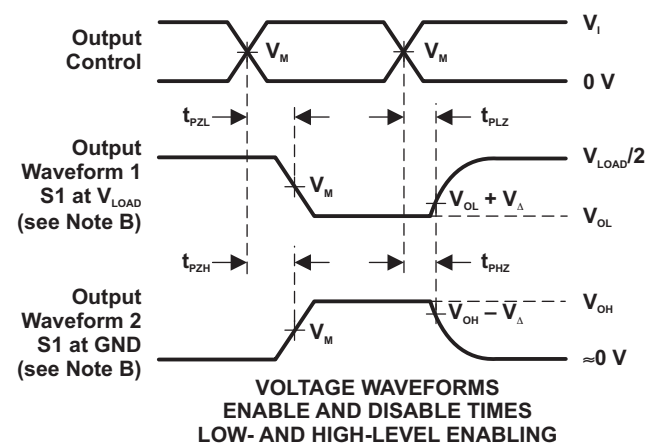 Output
Control
V_M
V_M
V_I
0 V
t_PZL
t_PLZ
Output
Waveform 1
S1 at V_LOAD
(see Note B)
V_M
V_OL + V_Δ
V_LOAD/2
V_OL
t_PZH
t_PHZ
Output
Waveform 2
S1 at GND
(see Note B)
V_M
V_OH − V_Δ
V_OH
≈0 V
VOLTAGE WAVEFORMS
ENABLE AND DISABLE TIMES
LOW- AND HIGH-LEVEL ENABLING